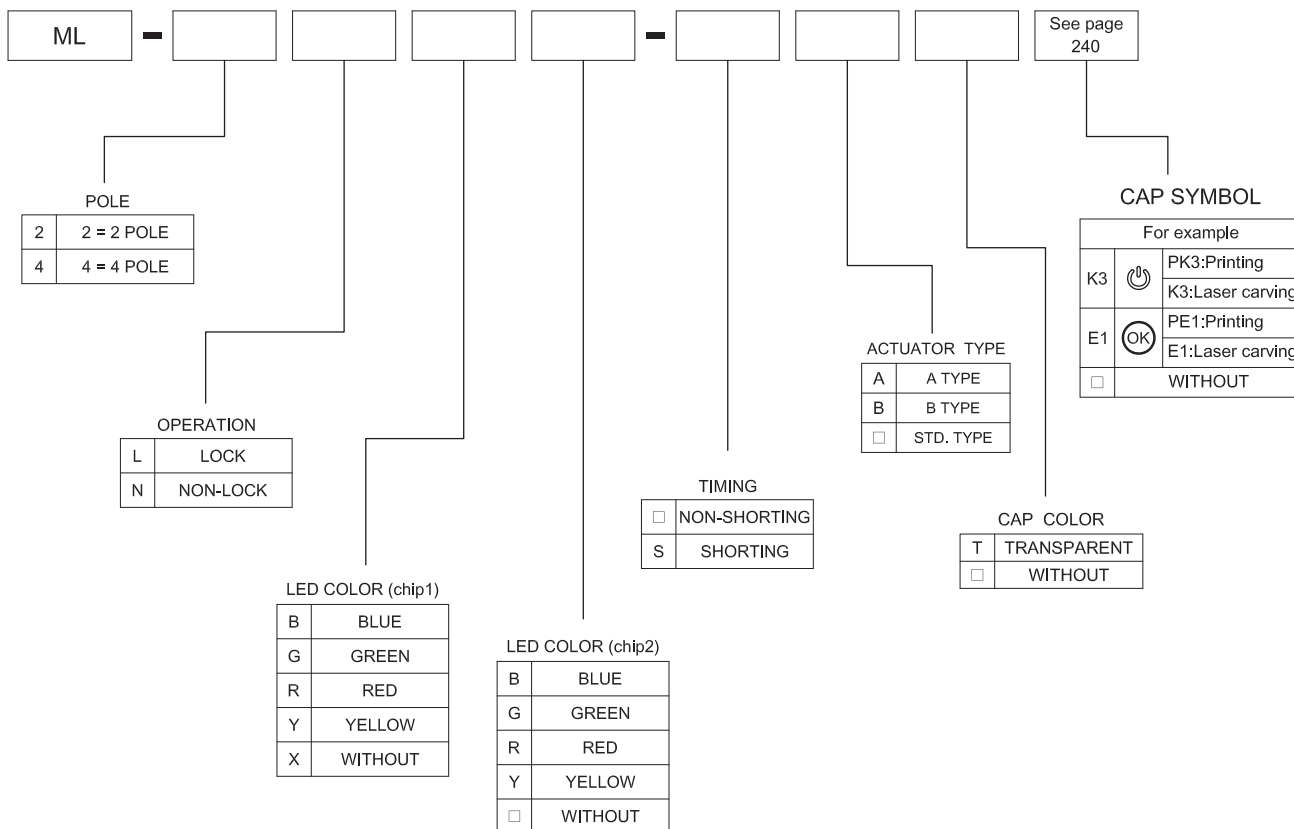 ML - - See page
240
POLE
2 2 = 2 POLE
4 4 = 4 POLE
OPERATION
L LOCK
N NON-LOCK
LED COLOR (chip1)
B BLUE
G GREEN
R RED
Y YELLOW
X WITHOUT
LED COLOR (chip2)
B BLUE
G GREEN
R RED
Y YELLOW
□ WITHOUT
TIMING
□ NON-SHORTING
S SHORTING
ACTUATOR TYPE
A A TYPE
B B TYPE
□ STD. TYPE
CAP COLOR
T TRANSPARENT
□ WITHOUT
CAP SYMBOL
For example
K3 PK3:Printing
K3:Laser carving
E1 OK PE1:Printing
E1:Laser carving
□ WITHOUT